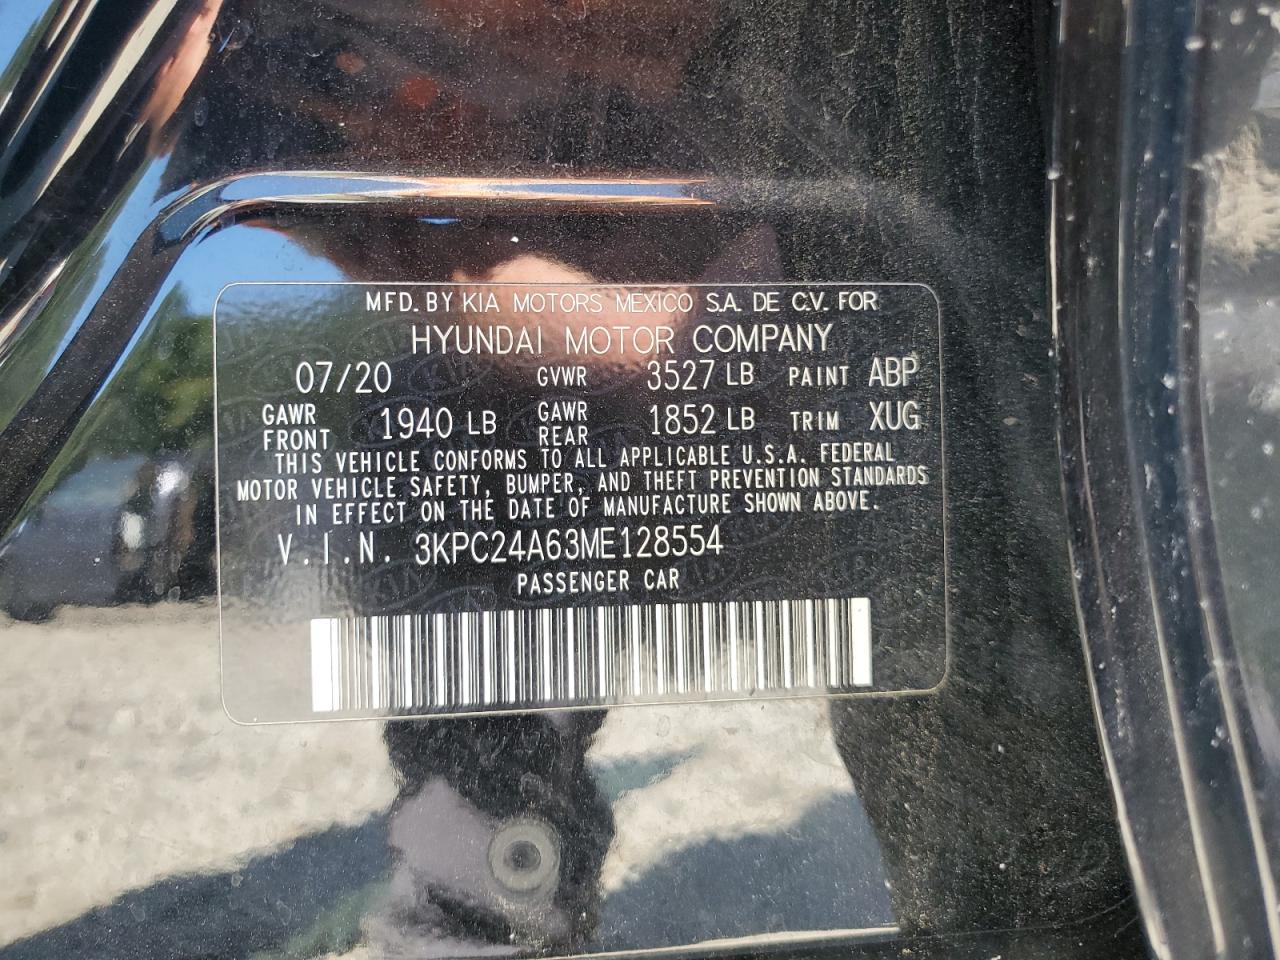 MFD. BY KIA MOTORS MEXICO S.A. DE C.V. FOR
HYUNDAI MOTOR COMPANY
07/20 GVWR 3527 LB PAINT ABP
GAWR FRONT 1940 LB GAWR REAR 1852 LB TRIM XUG
THIS VEHICLE CONFORMS TO ALL APPLICABLE U.S.A. FEDERAL
MOTOR VEHICLE SAFETY, BUMPER, AND THEFT PREVENTION STANDARDS
IN EFFECT ON THE DATE OF MANUFACTURE SHOWN ABOVE.
V.I.N. 3KPC24A63ME128554
PASSENGER CAR